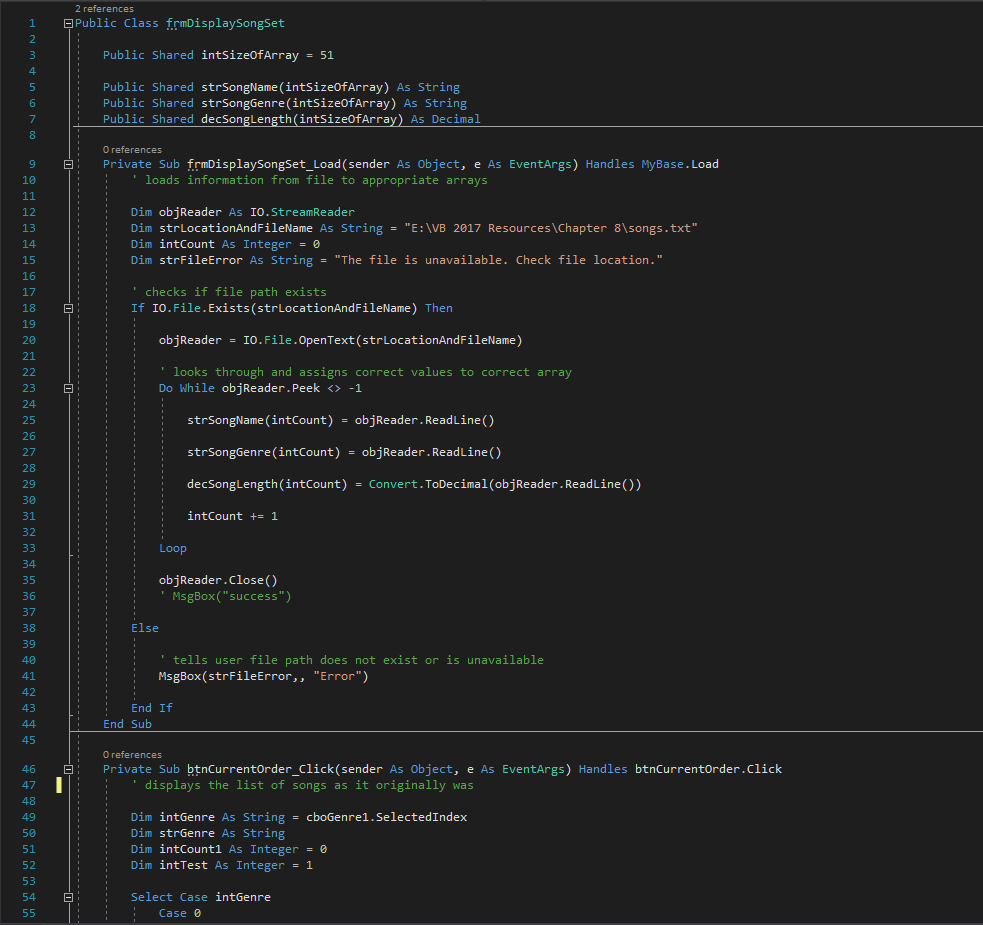 2 references
1 Public Class frmDisplaySongSet
2
3 Public Shared intSizeOfArray = 51
4
5 Public Shared strSongName(intSizeOfArray) As String
6 Public Shared strSongGenre(intSizeOfArray) As String
7 Public Shared decSongLength(intSizeOfArray) As Decimal
8
0 references
9 Private Sub frmDisplaySongSet_Load(sender As Object, e As EventArgs) Handles MyBase.Load
10 ' loads information from file to appropriate arrays
11
12 Dim objReader As IO.StreamReader
13 Dim strLocationAndFileName As String = "E:\VB 2017 Resources\Chapter 8\songs.txt"
14 Dim intCount As Integer = 0
15 Dim strFileError As String = "The file is unavailable. Check file location."
16
17 ' checks if file path exists
18 If IO.File.Exists(strLocationAndFileName) Then
19
20 objReader = IO.File.OpenText(strLocationAndFileName)
21
22 ' looks through and assigns correct values to correct array
23 Do While objReader.Peek <> -1
24
25 strSongName(intCount) = objReader.ReadLine()
26
27 strSongGenre(intCount) = objReader.ReadLine()
28
29 decSongLength(intCount) = Convert.ToDecimal(objReader.ReadLine())
30
31 intCount += 1
32
33 Loop
34
35 objReader.Close()
36 ' MsgBox("success")
37
38 Else
39
40 ' tells user file path does not exist or is unavailable
41 MsgBox(strFileError,, "Error")
42
43 End If
44 End Sub
45
0 references
46 Private Sub btnCurrentOrder_Click(sender As Object, e As EventArgs) Handles btnCurrentOrder.Click
47 ' displays the list of songs as it originally was
48
49 Dim intGenre As String = cboGenre1.SelectedIndex
50 Dim strGenre As String
51 Dim intCount1 As Integer = 0
52 Dim intTest As Integer = 1
53
54 Select Case intGenre
55 Case 0